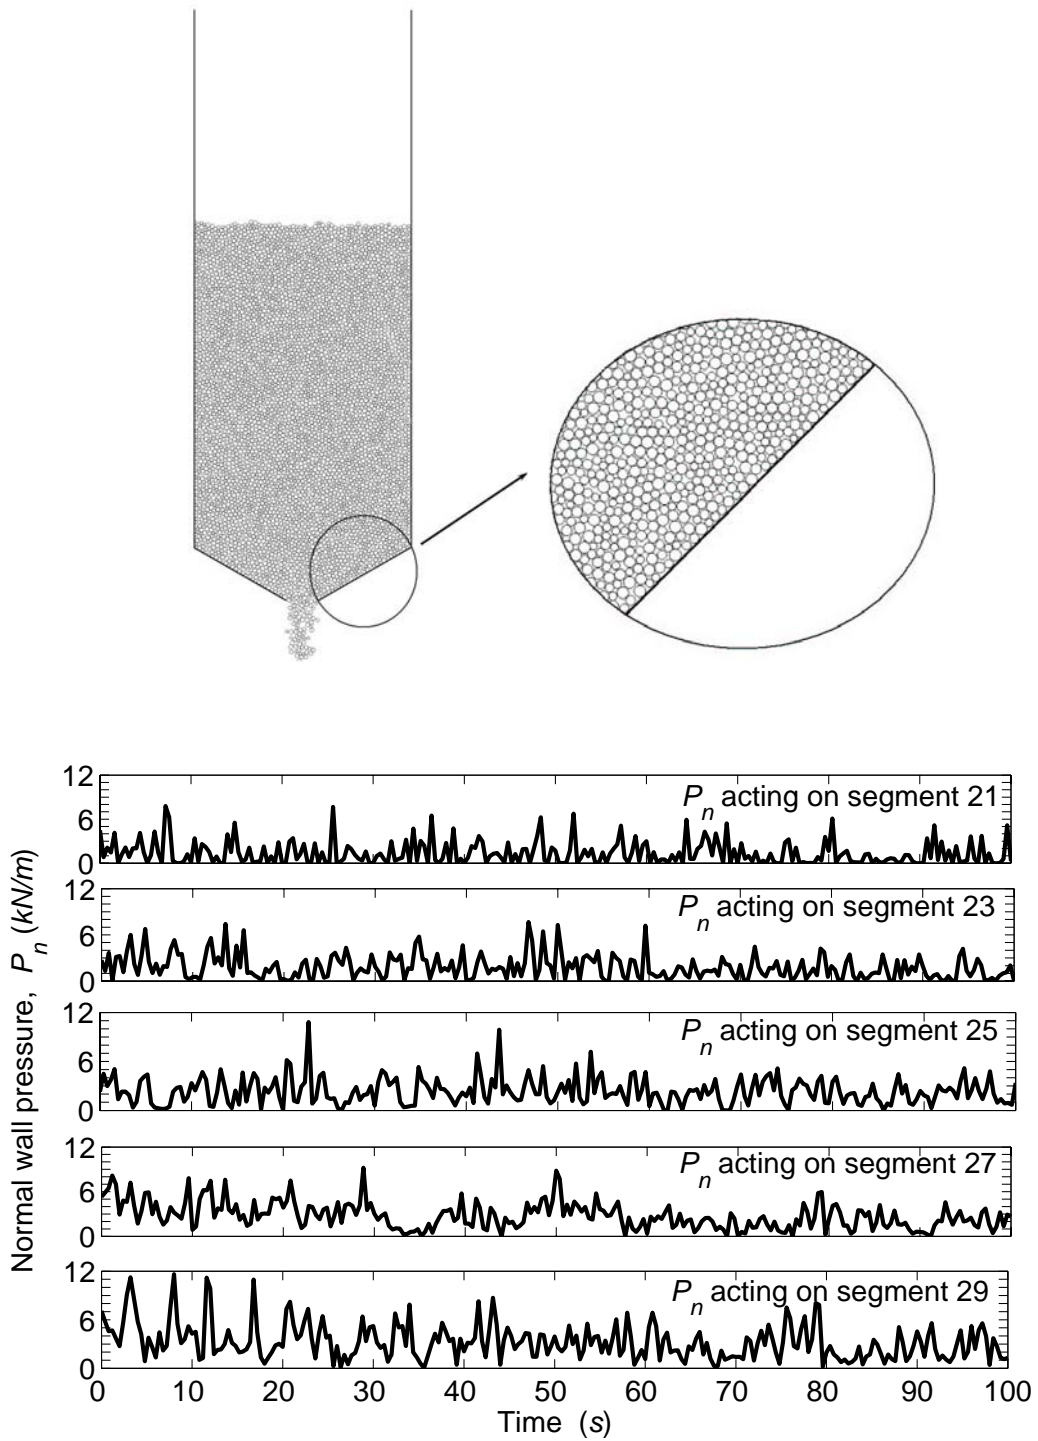 12
6
0
P_n acting on segment 21
12
6
0
P_n acting on segment 23
12
6
0
P_n acting on segment 25
12
6
0
P_n acting on segment 27
12
6
0
P_n acting on segment 29
Normal wall pressure, P_n (kN/m)
0 10 20 30 40 50 60 70 80 90 100
Time (s)